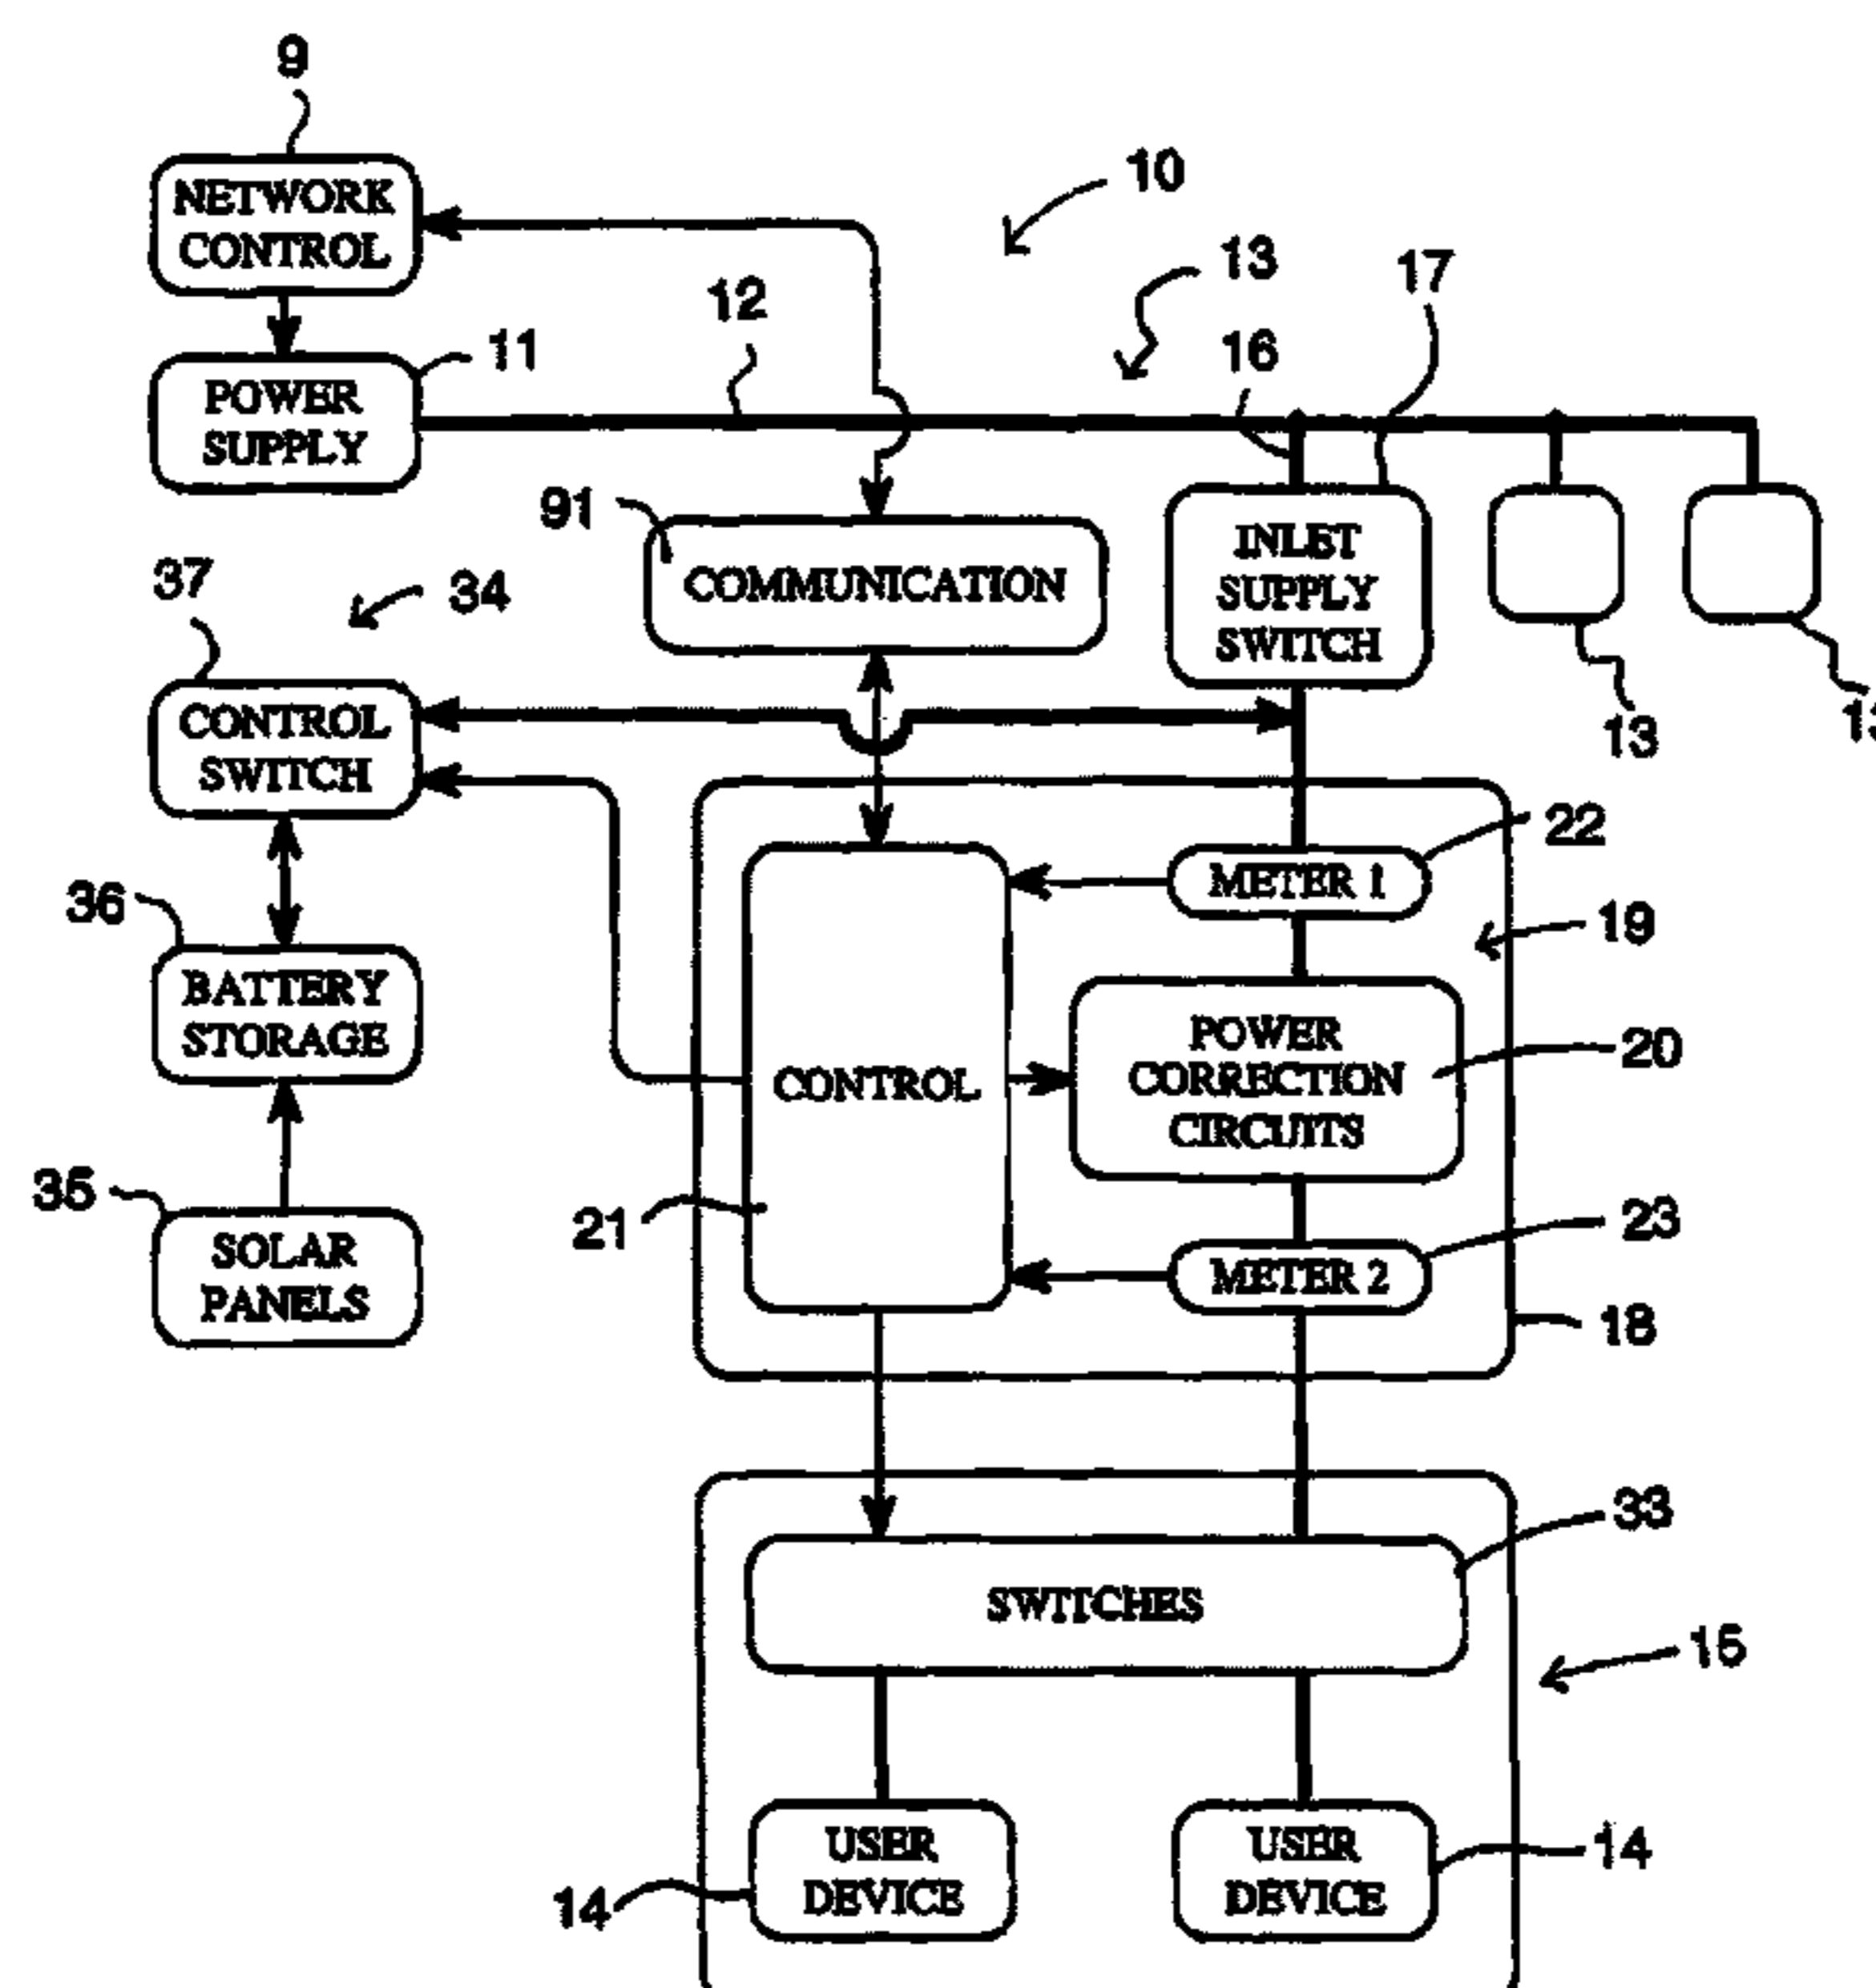 9
NETWORK
CONTROL
10
13
17
12
16
11
POWER
SUPPLY
91
COMMUNICATION
INLET
SUPPLY
SWITCH
37
34
13
CONTROL
SWITCH
22
METER 1
36
19
BATTERY
STORAGE
POWER
CORRECTION
CIRCUITS
20
CONTROL
35
21
23
SOLAR
PANELS
METER 2
18
33
SWITCHES
15
USER
DEVICE
14
USER
DEVICE
14